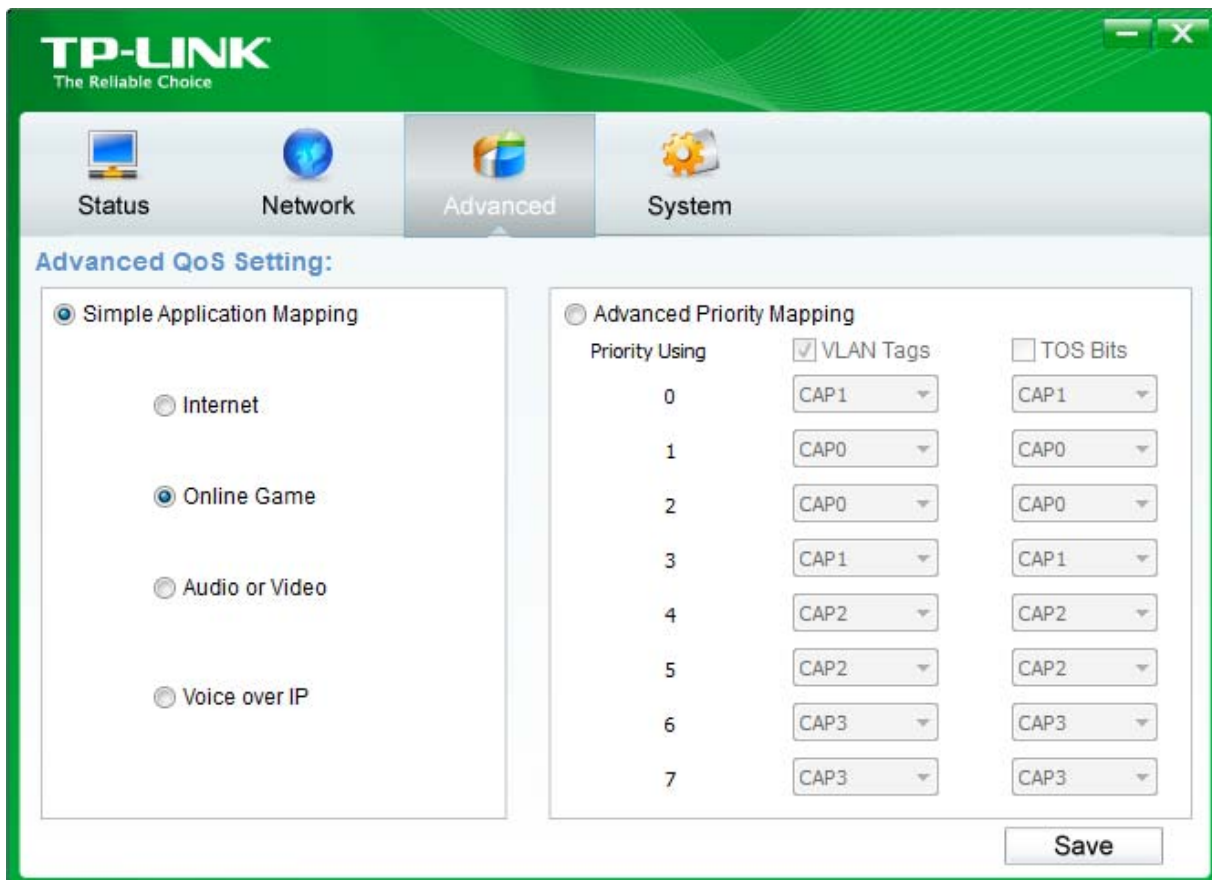 TP-LINK
The Reliable Choice
Status Network Advanced System
Advanced QoS Setting:
Simple Application Mapping
Internet
Online Game
Audio or Video
Voice over IP
Advanced Priority Mapping
Priority Using VLAN Tags TOS Bits
0 CAP1 CAP1
1 CAP0 CAP0
2 CAP0 CAP0
3 CAP1 CAP1
4 CAP2 CAP2
5 CAP2 CAP2
6 CAP3 CAP3
7 CAP3 CAP3
Save